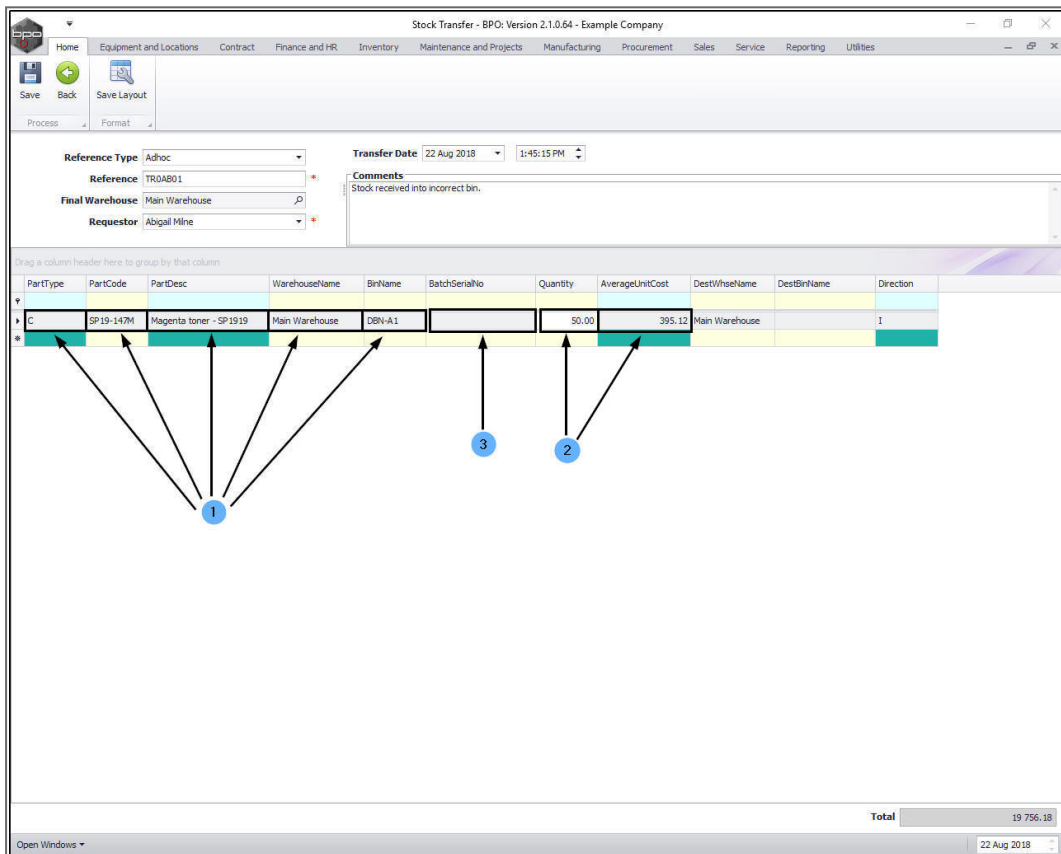 Stock Transfer - BPO: Version 2.1.0.64 - Example Company
bpo
Home Equipment and Locations Contract Finance and HR Inventory Maintenance and Projects Manufacturing Procurement Sales Service Reporting Utilities
Save Back Save Layout
Process Format
Reference Type Adhoc Transfer Date 22 Aug 2018 1:45:15 PM
Reference TR0AB01 * Comments
Stock received into incorrect bin.
Final Warehouse Main Warehouse
Requestor Abigail Milne *
Drag a column header here to group by that column
PartType PartCode PartDesc WarehouseName BinName BatchSerialNo Quantity AverageUnitCost DestWhseName DestBinName Direction
C SP19-147M Magenta toner - SP1919 Main Warehouse DBN-A1 50.00 395.12 Main Warehouse I
3 2
1
Total 19 756.18
Open Windows 22 Aug 2018